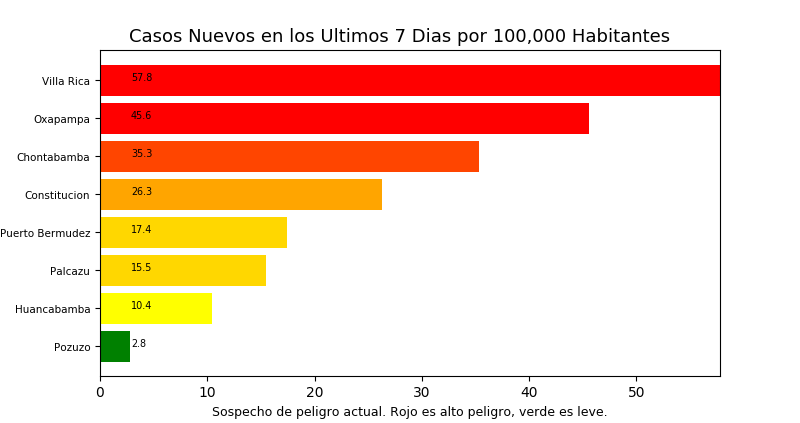 Casos Nuevos en los Ultimos 7 Dias por 100,000 Habitantes
Villa Rica 57.8
Oxapampa 45.6
Chontabamba 35.3
Constitucion 26.3
Puerto Bermudez 17.4
Palcazu 15.5
Huancabamba 10.4
Pozuzo 2.8
0 10 20 30 40 50
Sospecho de peligro actual. Rojo es alto peligro, verde es leve.